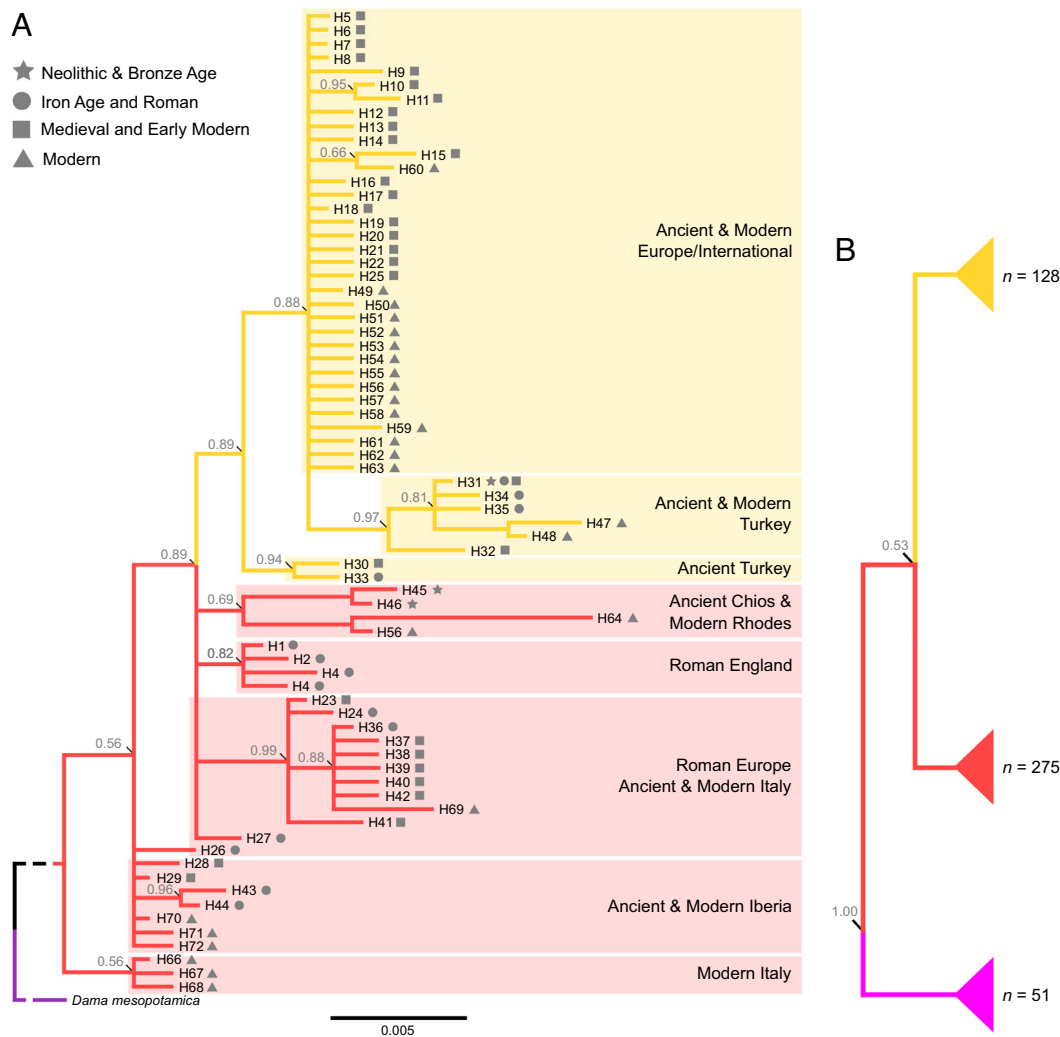 A
Neolithic & Bronze Age
Iron Age and Roman
Medieval and Early Modern
Modern
H5
H6
H7
H8
H9
0.95
H10
H11
H12
H13
H14
0.66
H15
H60
H16
H17
H18
H19
H20
H21
H22
H25
Ancient & Modern
Europe/International
0.88
H49
H50
H51
H52
H53
H54
H55
H56
H57
H58
H59
H61
H62
H63
0.89
H31
0.81
H34
H35
0.97
H47
H48
H32
Ancient & Modern
Turkey
0.89
0.94
H30
H33
Ancient Turkey
H45
0.69
H46
H64
H56
Ancient Chios &
Modern Rhodes
H1
0.82
H2
H4
H4
Roman England
H23
H24
H36
0.56
0.99
0.88
H37
H38
H39
H40
H42
H69
H41
Roman Europe
Ancient & Modern Italy
H27
H26
H28
H29
0.96
H43
H44
H70
H71
H72
Ancient & Modern Iberia
0.56
H66
H67
H68
Modern Italy
Dama mesopotamica
0.005
B
n = 128
0.53
n = 275
1.00
n = 51